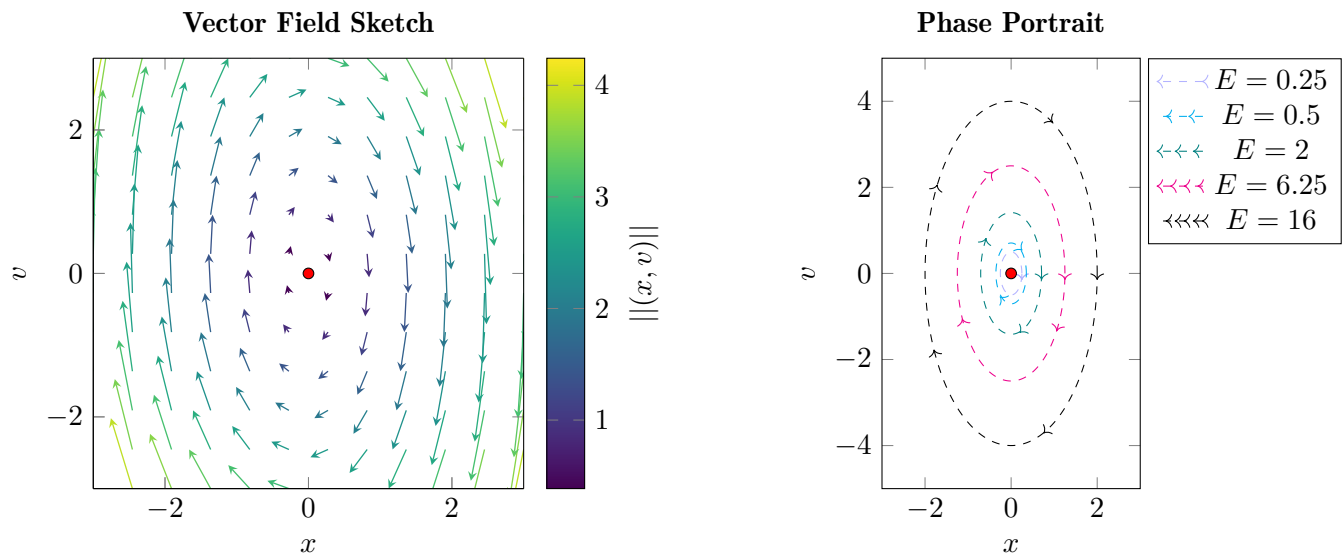 Vector Field Sketch
2
0
−2
v
−2
0
2
x
4
3
2
1
||(x, v)||
Phase Portrait
4
2
0
−2
−4
v
−2
0
2
x
E = 0.25
E = 0.5
E = 2
E = 6.25
E = 16